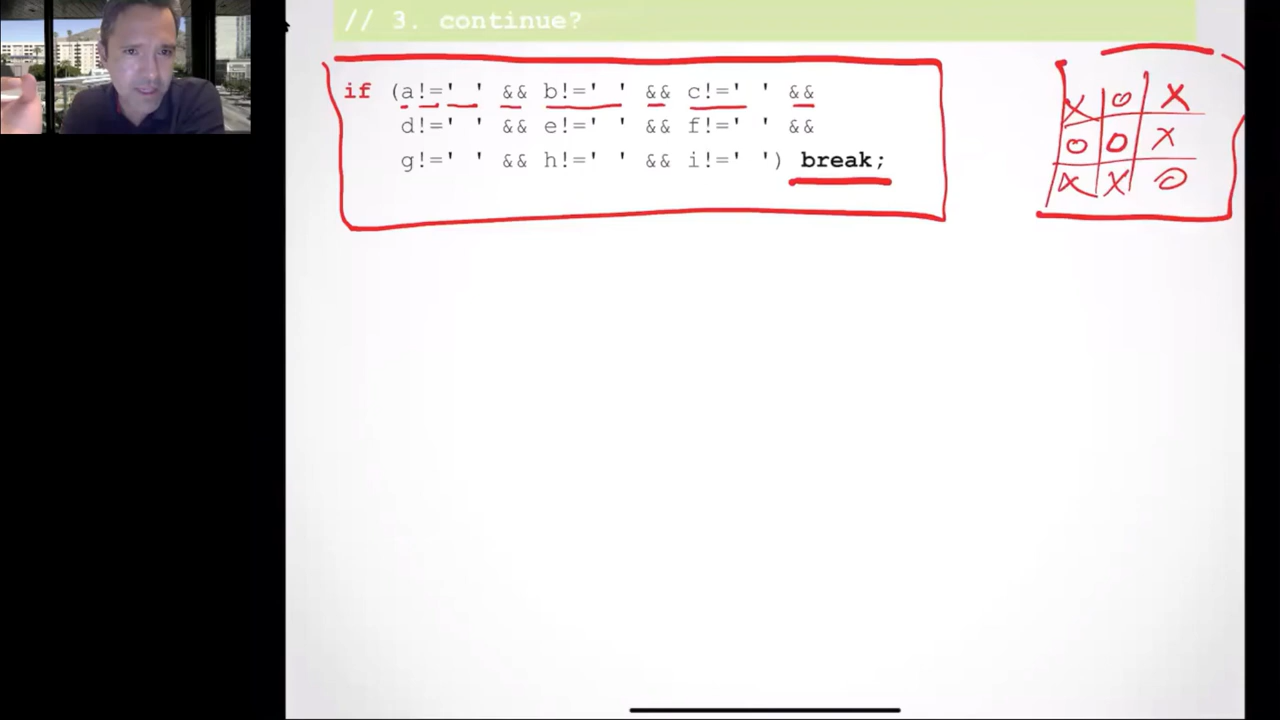 // 3. continue?
if (a!=' ' && b!=' ' && c!=' ' &&
d!=' ' && e!=' ' && f!=' ' &&
g!=' ' && h!=' ' && i!=' ') break;
X O X
O O X
X X O